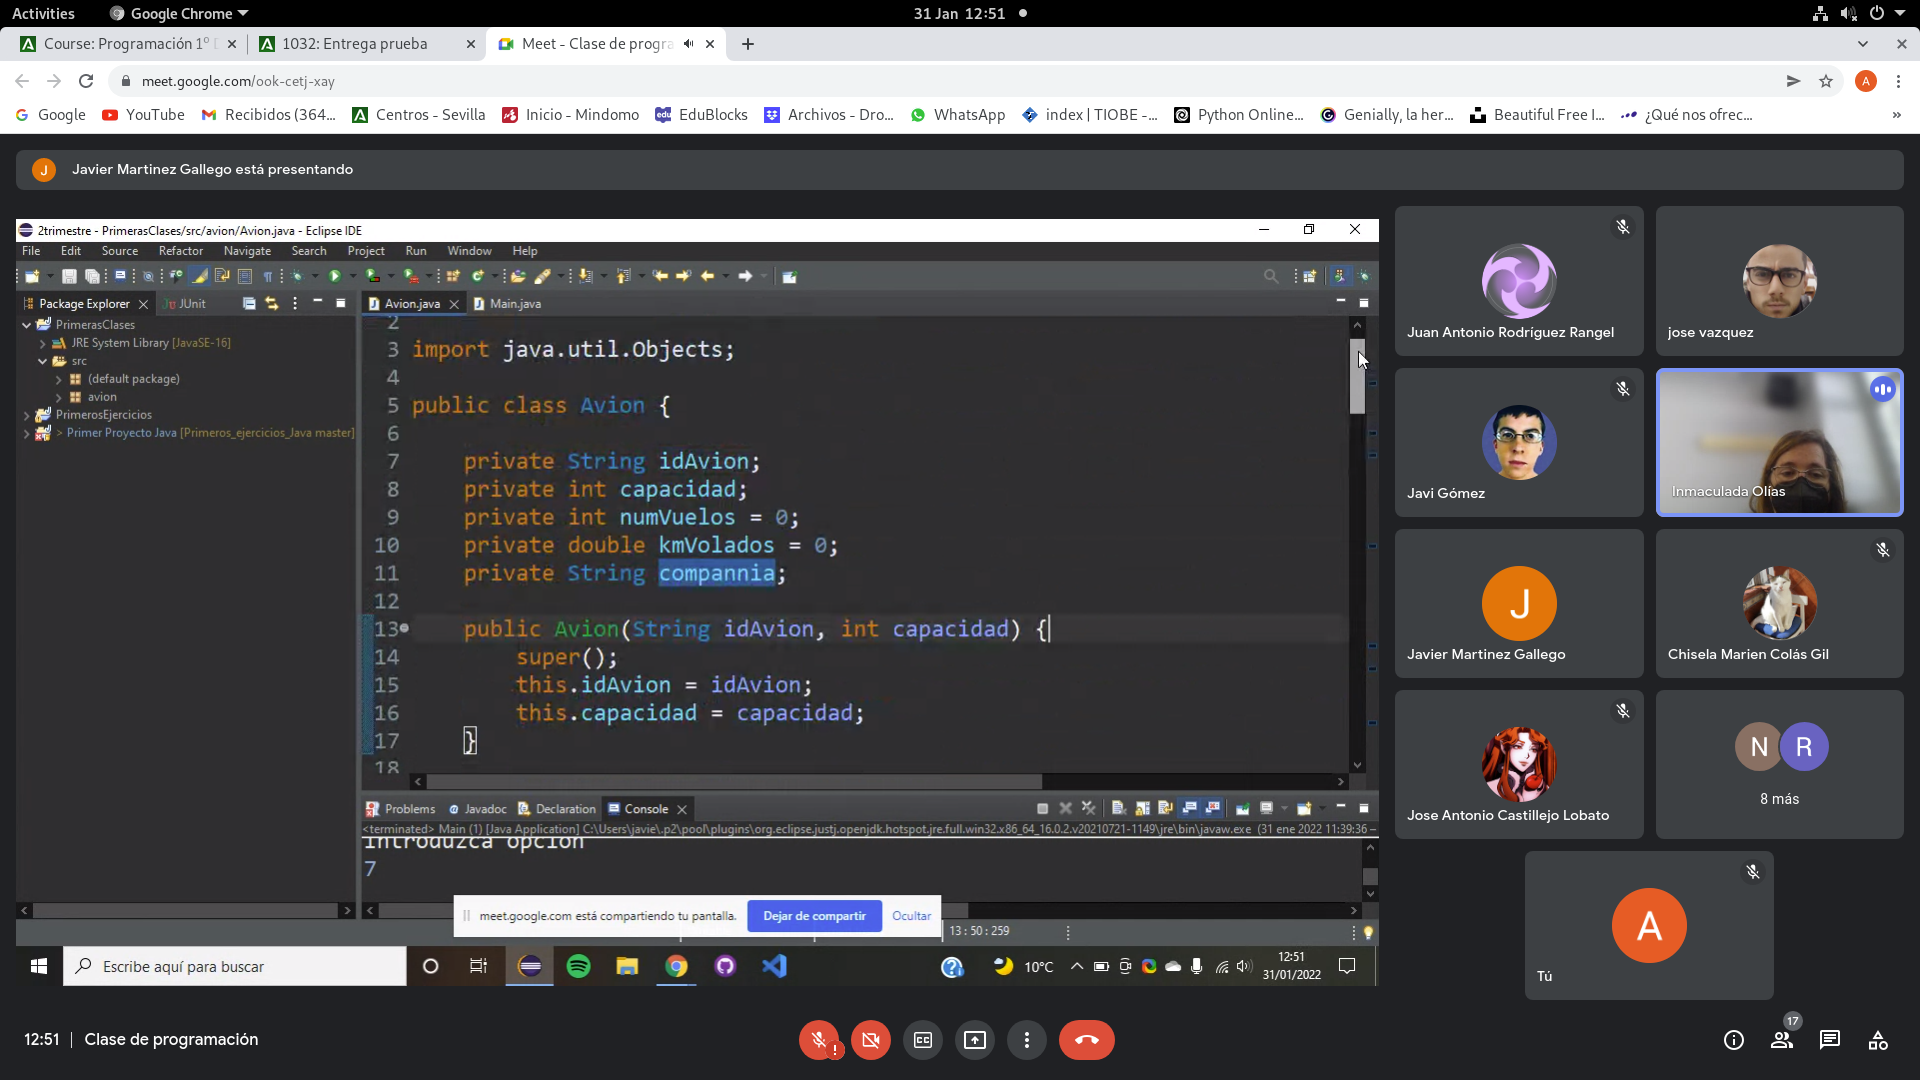 Activities
Google Chrome
31 Jan 12:51
Course: Programación 1º D
1032: Entrega prueba
Meet - Clase de progra
meet.google.com/ook-cetj-xay
A
Google
YouTube
Recibidos (364...
Centros - Sevilla
Inicio - Mindomo
EduBlocks
Archivos - Dro...
WhatsApp
index | TIOBE -...
Python Online...
Genially, la her...
Beautiful Free I...
¿Qué nos ofrec...
»
J
Javier Martinez Gallego está presentando
2trimestre - PrimerasClases/src/avion/Avion.java - Eclipse IDE
File Edit Source Refactor Navigate Search Project Run Window Help
Package Explorer
JUnit
Avion.java
Main.java
PrimerasClases
JRE System Library [JavaSE-16]
src
(default package)
avion
PrimerosEjercicios
> Primer Proyecto Java [Primeros_ejercicios_Java master]
2
3 import java.util.Objects;
4
5 public class Avion {
6
7 private String idAvion;
8 private int capacidad;
9 private int numVuelos = 0;
10 private double kmVolados = 0;
11 private String compannia;
12
13 public Avion(String idAvion, int capacidad) {
14 super();
15 this.idAvion = idAvion;
16 this.capacidad = capacidad;
17 }
18
Problems
Javadoc
Declaration
Console
<terminated> Main (1) [Java Application] C:\Users\javie\.p2\pool\plugins\org.eclipse.justj.openjdk.hotspot.jre.full.win32.x86_64_16.0.2.v20210721-1149\jre\bin\javaw.exe (31 ene 2022 11:39:36 –
Introduzca opcion
7
meet.google.com está compartiendo tu pantalla.
Dejar de compartir
Ocultar
13 : 50 : 259
Escribe aquí para buscar
10°C
12:51
31/01/2022
Juan Antonio Rodríguez Rangel
jose vazquez
Javi Gómez
Inmaculada Olías
J
Javier Martinez Gallego
Chisela Marien Colás Gil
Jose Antonio Castillejo Lobato
N
R
8 más
A
Tú
12:51
Clase de programación
17